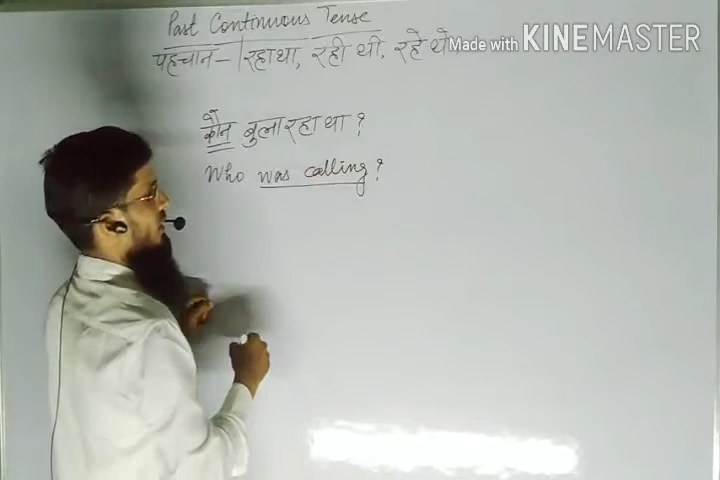 Past Continuous Tense
पहचान - रहा था, रही थी, रहे थे
Made with KINEMASTER
कौन बुला रहा था ?
Who was calling ?